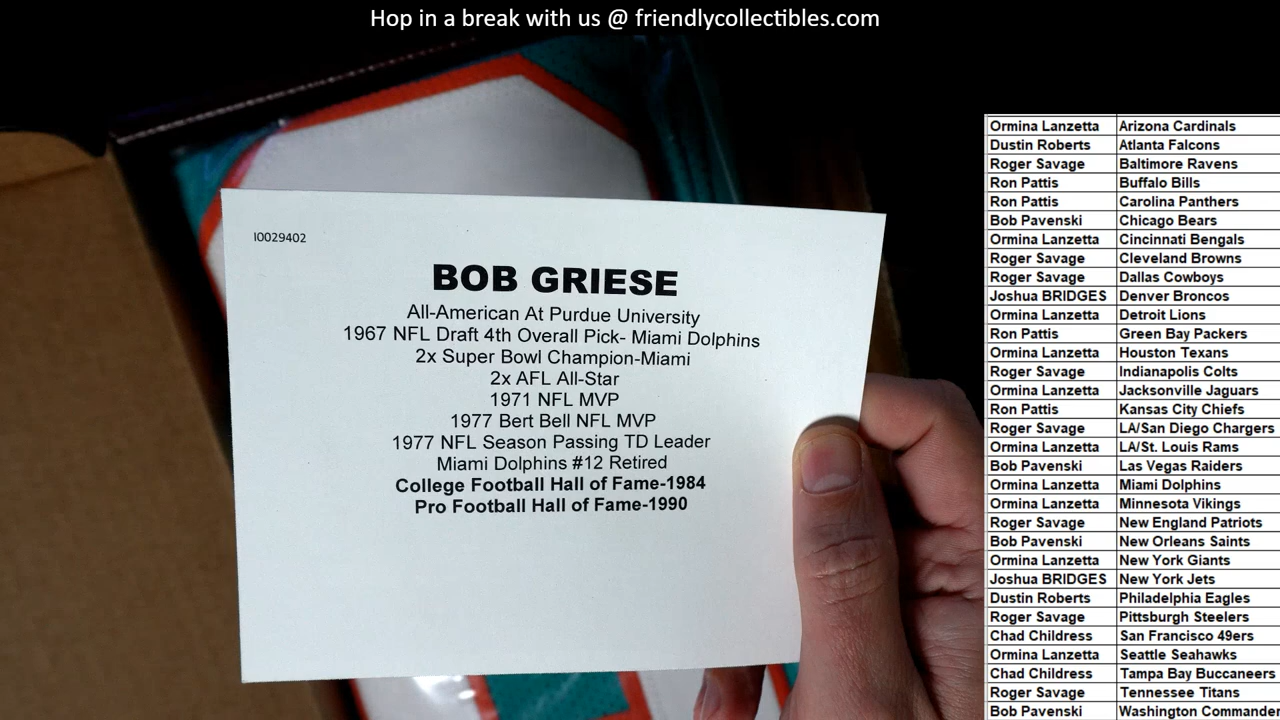 Hop in a break with us @ friendlycollectibles.com
I0029402
BOB GRIESE
All-American At Purdue University
1967 NFL Draft 4th Overall Pick- Miami Dolphins
2x Super Bowl Champion-Miami
2x AFL All-Star
1971 NFL MVP
1977 Bert Bell NFL MVP
1977 NFL Season Passing TD Leader
Miami Dolphins #12 Retired
College Football Hall of Fame-1984
Pro Football Hall of Fame-1990
Ormina Lanzetta Arizona Cardinals
Dustin Roberts Atlanta Falcons
Roger Savage Baltimore Ravens
Ron Pattis Buffalo Bills
Ron Pattis Carolina Panthers
Bob Pavenski Chicago Bears
Ormina Lanzetta Cincinnati Bengals
Roger Savage Cleveland Browns
Roger Savage Dallas Cowboys
Joshua BRIDGES Denver Broncos
Ormina Lanzetta Detroit Lions
Ron Pattis Green Bay Packers
Ormina Lanzetta Houston Texans
Roger Savage Indianapolis Colts
Ormina Lanzetta Jacksonville Jaguars
Ron Pattis Kansas City Chiefs
Roger Savage LA/San Diego Chargers
Ormina Lanzetta LA/St. Louis Rams
Bob Pavenski Las Vegas Raiders
Ormina Lanzetta Miami Dolphins
Ormina Lanzetta Minnesota Vikings
Roger Savage New England Patriots
Bob Pavenski New Orleans Saints
Ormina Lanzetta New York Giants
Joshua BRIDGES New York Jets
Dustin Roberts Philadelphia Eagles
Roger Savage Pittsburgh Steelers
Chad Childress San Francisco 49ers
Ormina Lanzetta Seattle Seahawks
Chad Childress Tampa Bay Buccaneers
Roger Savage Tennessee Titans
Bob Pavenski Washington Commander